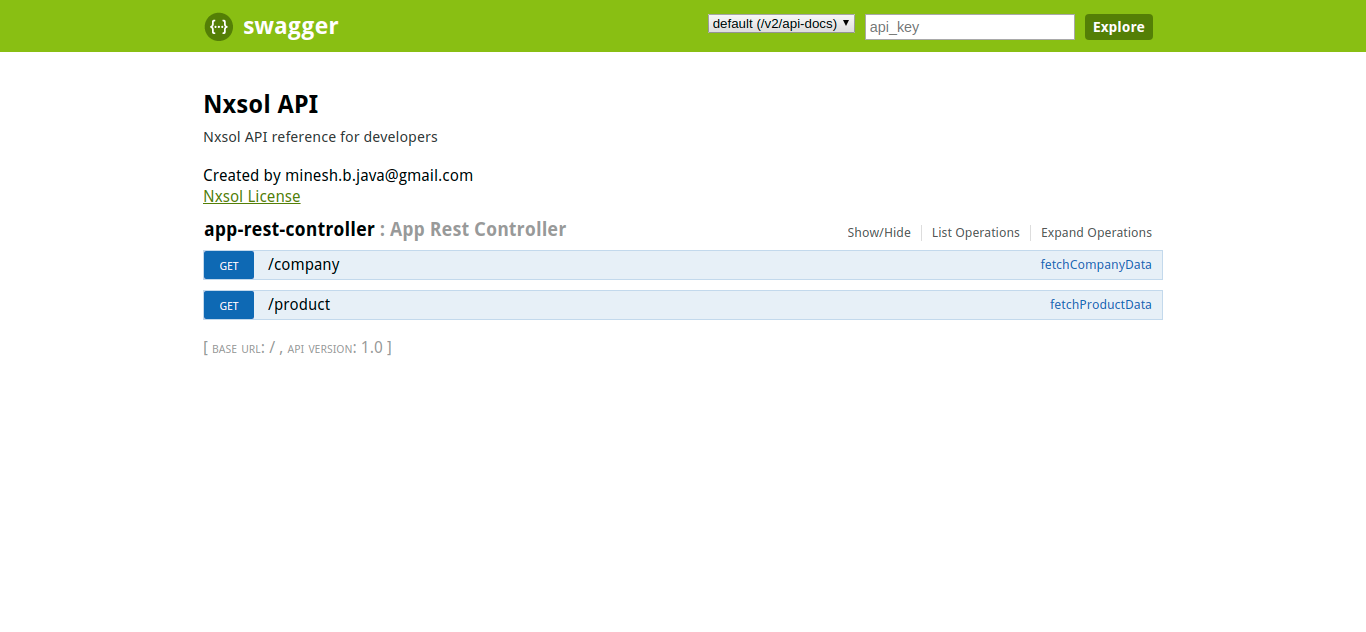 swagger default (/v2/api-docs) api_key Explore
Nxsol API
Nxsol API reference for developers
Created by minesh.b.java@gmail.com
Nxsol License
app-rest-controller : App Rest Controller Show/Hide List Operations Expand Operations
GET /company fetchCompanyData
GET /product fetchProductData
[ BASE URL: / , API VERSION: 1.0 ]